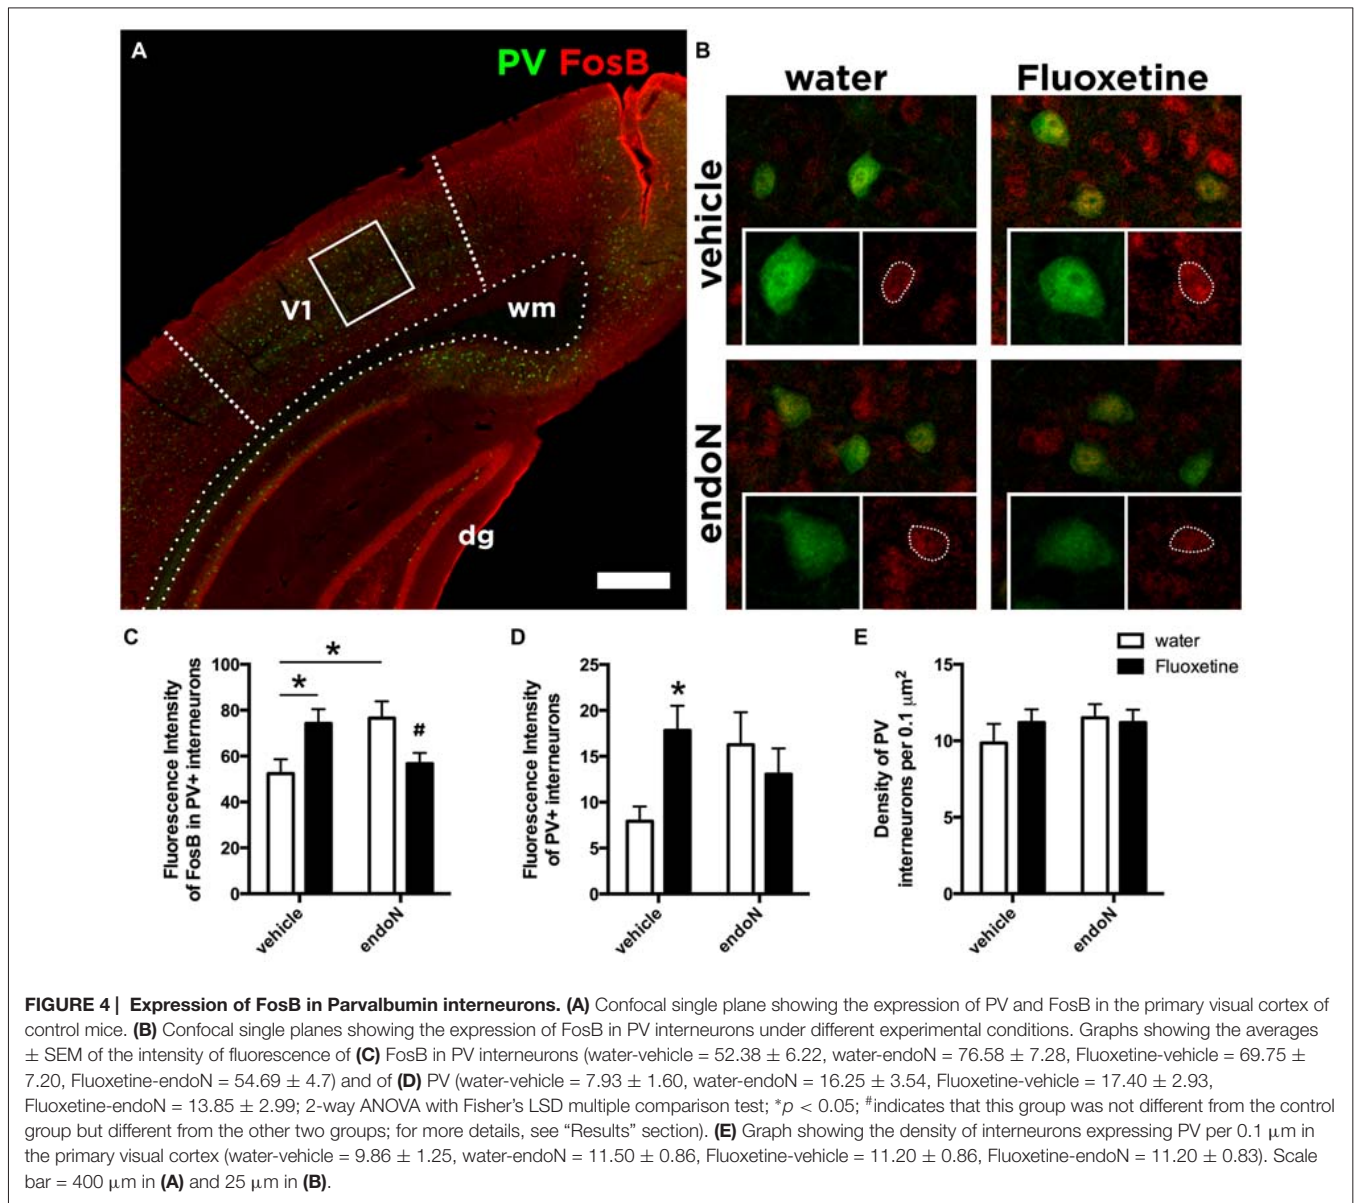 A
PV FosB
V1
wm
dg
B
water
Fluoxetine
vehicle
endoN
C
Fluorescence Intensity
of FosB in PV+ interneurons
100
80
60
40
20
0
*
*
#
vehicle
endoN
D
Fluorescence Intensity
of PV+ interneurons
25
20
15
10
5
0
*
vehicle
endoN
E
water
Fluoxetine
Density of PV
interneurons per 0.1 μm²
15
10
5
0
vehicle
endoN
FIGURE 4 | Expression of FosB in Parvalbumin interneurons. (A) Confocal single plane showing the expression of PV and FosB in the primary visual cortex of
control mice. (B) Confocal single planes showing the expression of FosB in PV interneurons under different experimental conditions. Graphs showing the averages
± SEM of the intensity of fluorescence of (C) FosB in PV interneurons (water-vehicle = 52.38 ± 6.22, water-endoN = 76.58 ± 7.28, Fluoxetine-vehicle = 69.75 ±
7.20, Fluoxetine-endoN = 54.69 ± 4.7) and of (D) PV (water-vehicle = 7.93 ± 1.60, water-endoN = 16.25 ± 3.54, Fluoxetine-vehicle = 17.40 ± 2.93,
Fluoxetine-endoN = 13.85 ± 2.99; 2-way ANOVA with Fisher's LSD multiple comparison test; *p < 0.05; #indicates that this group was not different from the control
group but different from the other two groups; for more details, see “Results” section). (E) Graph showing the density of interneurons expressing PV per 0.1 μm in
the primary visual cortex (water-vehicle = 9.86 ± 1.25, water-endoN = 11.50 ± 0.86, Fluoxetine-vehicle = 11.20 ± 0.86, Fluoxetine-endoN = 11.20 ± 0.83). Scale
bar = 400 μm in (A) and 25 μm in (B).